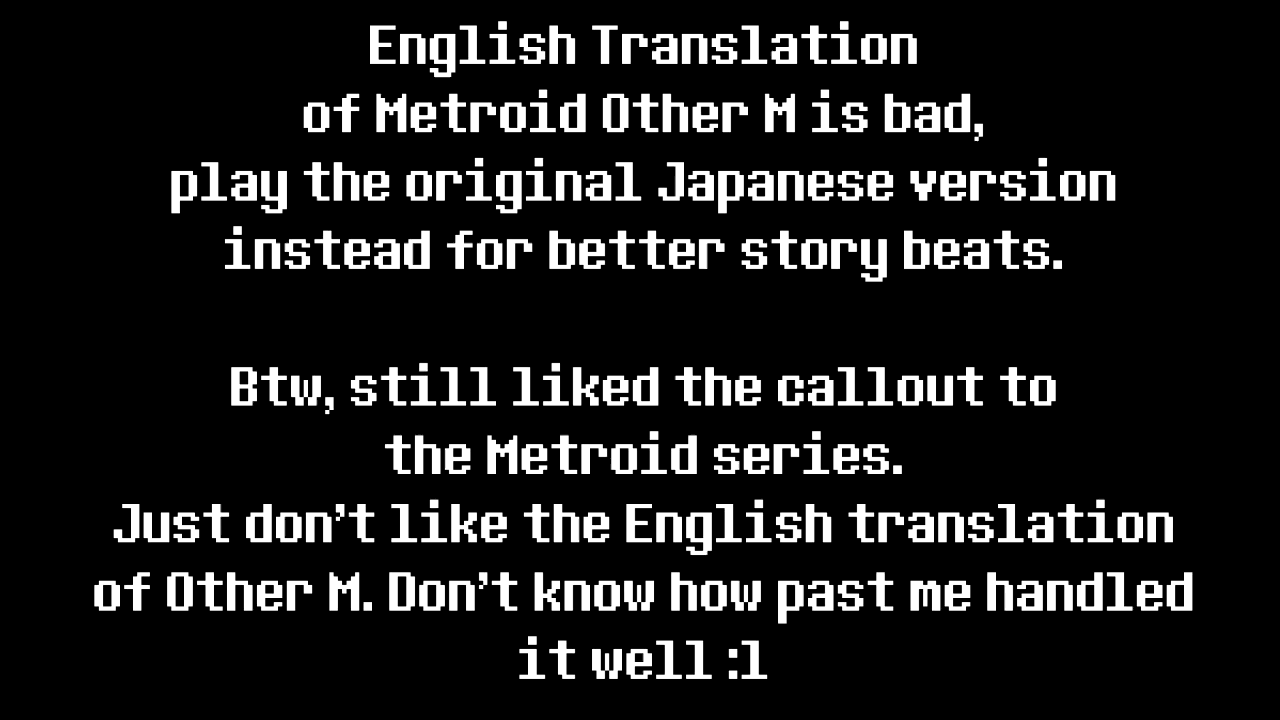 English Translation
of Metroid Other M is bad,
play the original Japanese version
instead for better story beats.
Btw, still liked the callout to
the Metroid series.
Just don't like the English translation
of Other M. Don't know how past me handled
it well :l